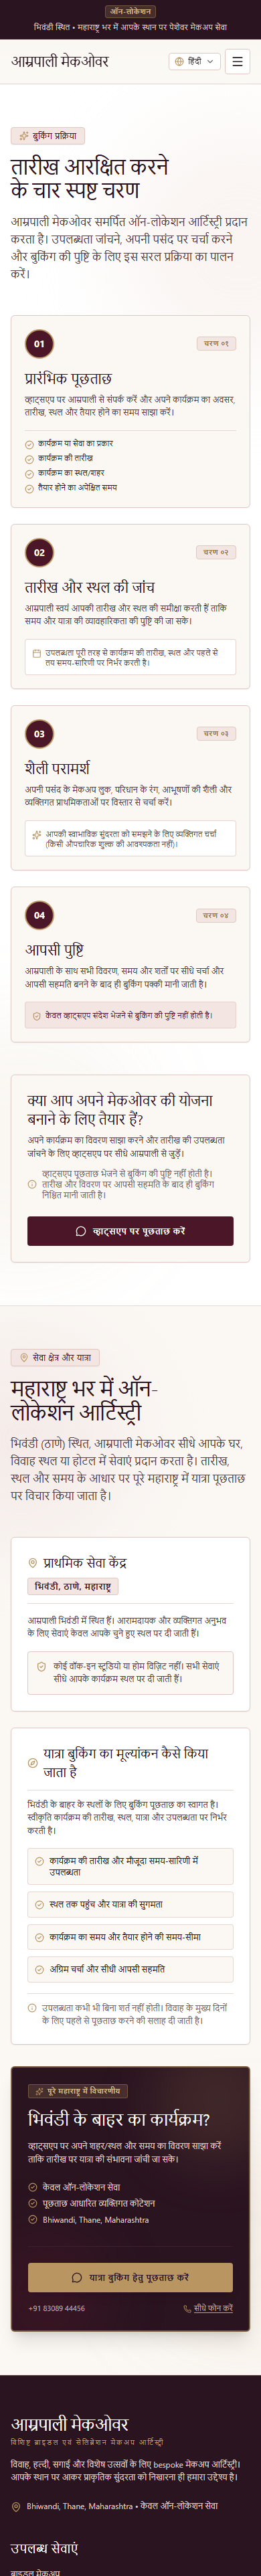 ऑन-लोकेशन
भिवंडी स्थित • महाराष्ट्र भर में आपके स्थान पर पेशेवर मेकअप सेवा
आम्रपाली मेकओवर
हिंदी
बुकिंग प्रक्रिया
तारीख आरक्षित करने
के चार स्पष्ट चरण
आम्रपाली मेकओवर समर्पित ऑन-लोकेशन आर्टिस्ट्री प्रदान
करता है। उपलब्धता जांचने, अपनी पसंद पर चर्चा करने
और बुकिंग की पुष्टि के लिए इस सरल प्रक्रिया का पालन
करें।
01
चरण ०१
प्रारंभिक पूछताछ
व्हाट्सएप पर आम्रपाली से संपर्क करें और अपने कार्यक्रम का अवसर,
तारीख, स्थल और तैयार होने का समय साझा करें।
कार्यक्रम या सेवा का प्रकार
कार्यक्रम की तारीख
कार्यक्रम का स्थल/शहर
तैयार होने का अपेक्षित समय
02
चरण ०२
तारीख और स्थल की जांच
आम्रपाली स्वयं आपकी तारीख और स्थल की समीक्षा करती हैं ताकि
समय और यात्रा की व्यावहारिकता की पुष्टि की जा सके।
उपलब्धता पूरी तरह से कार्यक्रम की तारीख, स्थल और पहले से
तय समय-सारिणी पर निर्भर करती है।
03
चरण ०३
शैली परामर्श
अपनी पसंद के मेकअप लुक, परिधान के रंग, आभूषणों की शैली और
व्यक्तिगत प्राथमिकताओं पर विस्तार से चर्चा करें।
आपकी स्वाभाविक सुंदरता को समझने के लिए व्यक्तिगत चर्चा
(किसी औपचारिक शुल्क की आवश्यकता नहीं)।
04
चरण ०४
आपसी पुष्टि
आम्रपाली के साथ सभी विवरण, समय और शर्तों पर सीधे चर्चा और
आपसी सहमति बनने के बाद ही बुकिंग पक्की मानी जाती है।
केवल व्हाट्सएप संदेश भेजने से बुकिंग की पुष्टि नहीं होती है।
क्या आप अपने मेकओवर की योजना
बनाने के लिए तैयार हैं?
अपने कार्यक्रम का विवरण साझा करने और तारीख की उपलब्धता
जांचने के लिए व्हाट्सएप पर सीधे आम्रपाली से जुड़ें।
व्हाट्सएप पूछताछ भेजने से बुकिंग की पुष्टि नहीं होती है।
तारीख और विवरण पर आपसी सहमति के बाद ही बुकिंग
निश्चित मानी जाती है।
व्हाट्सएप पर पूछताछ करें
सेवा क्षेत्र और यात्रा
महाराष्ट्र भर में ऑन-
लोकेशन आर्टिस्ट्री
भिवंडी (ठाणे) स्थित, आम्रपाली मेकओवर सीधे आपके घर,
विवाह स्थल या होटल में सेवाएं प्रदान करता है। तारीख,
स्थल और समय के आधार पर पूरे महाराष्ट्र में यात्रा पूछताछ
पर विचार किया जाता है।
प्राथमिक सेवा केंद्र
भिवंडी, ठाणे, महाराष्ट्र
आम्रपाली भिवंडी में स्थित हैं। आरामदायक और व्यक्तिगत अनुभव
के लिए सेवाएं केवल आपके चुने हुए स्थल पर दी जाती हैं।
कोई वॉक-इन स्टूडियो या होम विज़िट नहीं। सभी सेवाएं
सीधे आपके कार्यक्रम स्थल पर दी जाती हैं।
यात्रा बुकिंग का मूल्यांकन कैसे किया
जाता है
भिवंडी के बाहर के स्थलों के लिए बुकिंग पूछताछ का स्वागत है।
स्वीकृति कार्यक्रम की तारीख, स्थल, यात्रा और उपलब्धता पर निर्भर
करती है।
कार्यक्रम की तारीख और मौजूदा समय-सारिणी में
उपलब्धता
स्थल तक पहुंच और यात्रा की सुगमता
कार्यक्रम का समय और तैयार होने की समय-सीमा
अग्रिम चर्चा और सीधी आपसी सहमति
उपलब्धता कभी भी बिना शर्त नहीं होती। विवाह के मुख्य दिनों
के लिए पहले से पूछताछ करने की सलाह दी जाती है।
पूरे महाराष्ट्र में विचारणीय
भिवंडी के बाहर का कार्यक्रम?
व्हाट्सएप पर अपने शहर/स्थल और समय का विवरण साझा करें
ताकि तारीख पर यात्रा की संभावना जांची जा सके।
केवल ऑन-लोकेशन सेवा
पूछताछ आधारित व्यक्तिगत कोटेशन
Bhiwandi, Thane, Maharashtra
यात्रा बुकिंग हेतु पूछताछ करें
+91 83089 44456
सीधे फोन करें
आम्रपाली मेकओवर
विशिष्ट ब्राइडल एवं सेलिब्रेशन मेकअप आर्टिस्ट्री
विवाह, हल्दी, सगाई और विशेष उत्सवों के लिए bespoke मेकअप आर्टिस्ट्री।
आपके स्थान पर आकर प्राकृतिक सुंदरता को निखारना ही हमारा उद्देश्य है।
Bhiwandi, Thane, Maharashtra • केवल ऑन-लोकेशन सेवा
उपलब्ध सेवाएं
ब्राइडल मेकअप